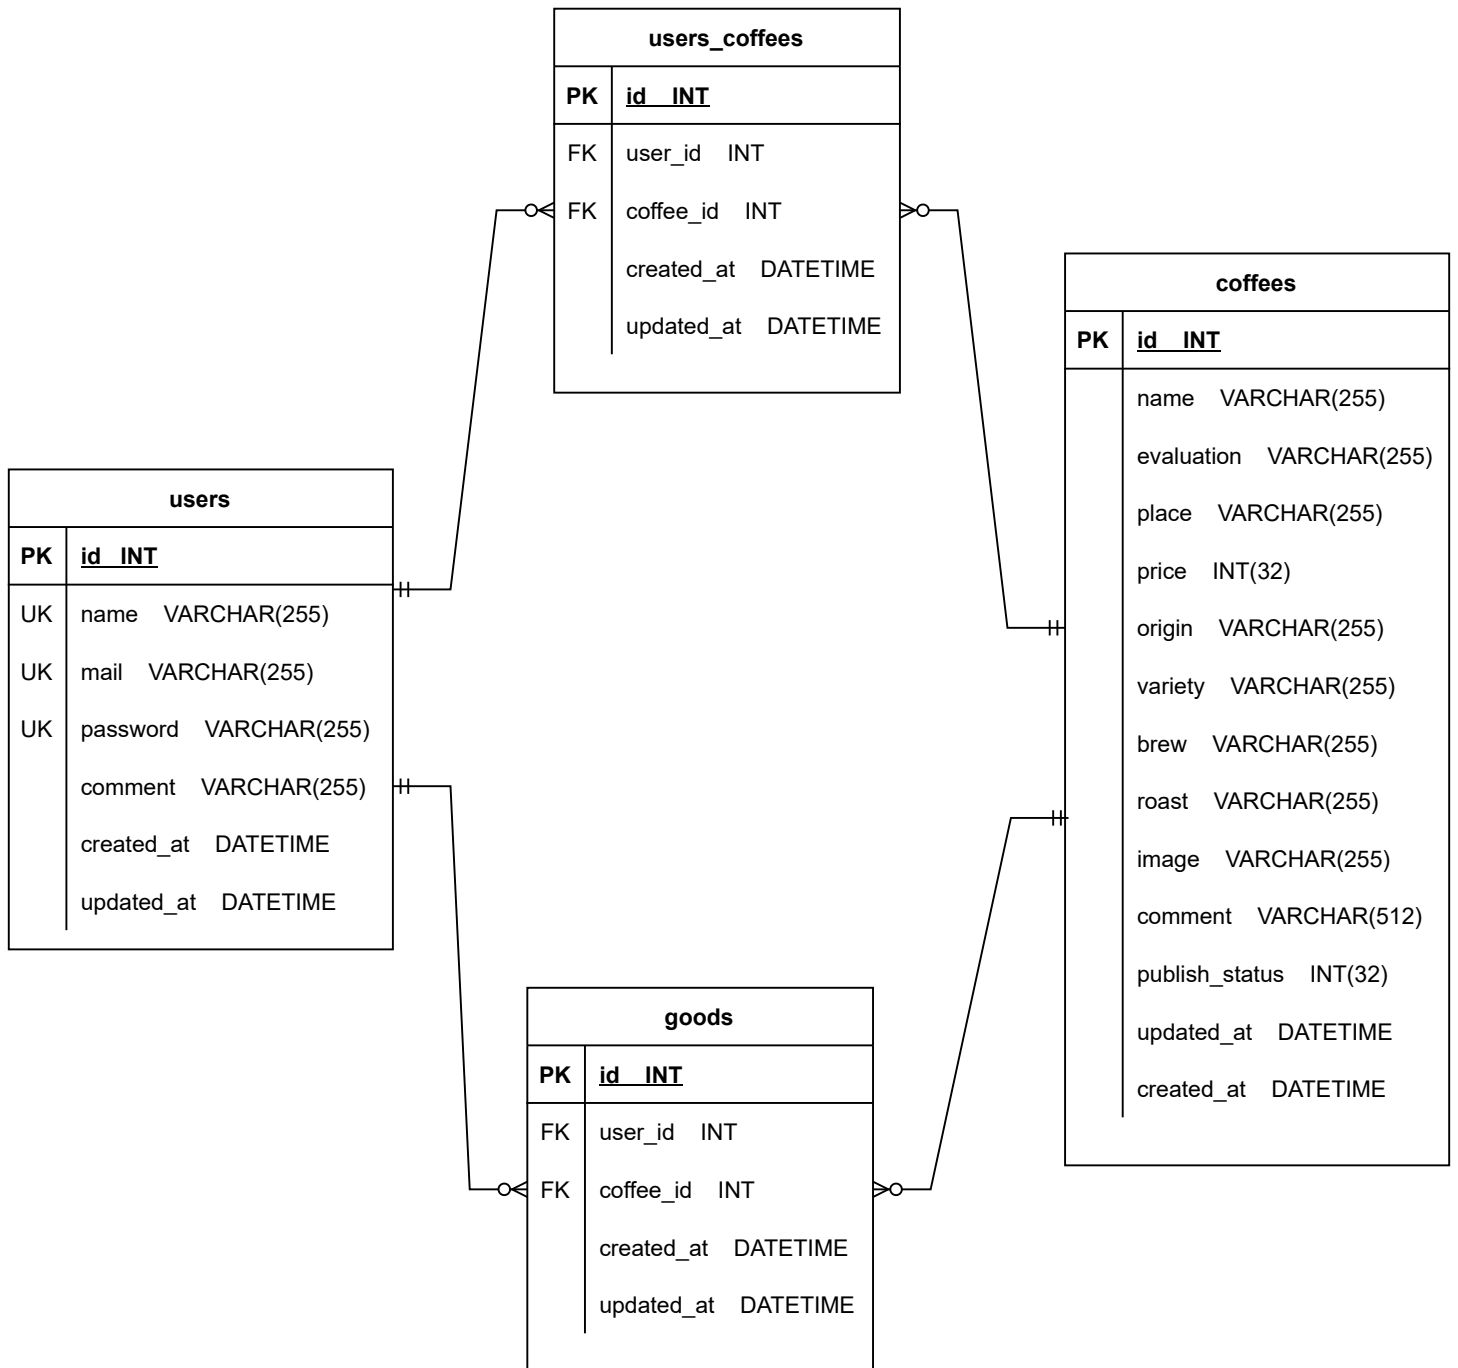 users_coffees
PK id INT
FK user_id INT
FK coffee_id INT
created_at DATETIME
updated_at DATETIME
coffees
PK id INT
name VARCHAR(255)
evaluation VARCHAR(255)
place VARCHAR(255)
price INT(32)
origin VARCHAR(255)
variety VARCHAR(255)
brew VARCHAR(255)
roast VARCHAR(255)
image VARCHAR(255)
comment VARCHAR(512)
publish_status INT(32)
updated_at DATETIME
created_at DATETIME
users
PK id INT
UK name VARCHAR(255)
UK mail VARCHAR(255)
UK password VARCHAR(255)
comment VARCHAR(255)
created_at DATETIME
updated_at DATETIME
goods
PK id INT
FK user_id INT
FK coffee_id INT
created_at DATETIME
updated_at DATETIME